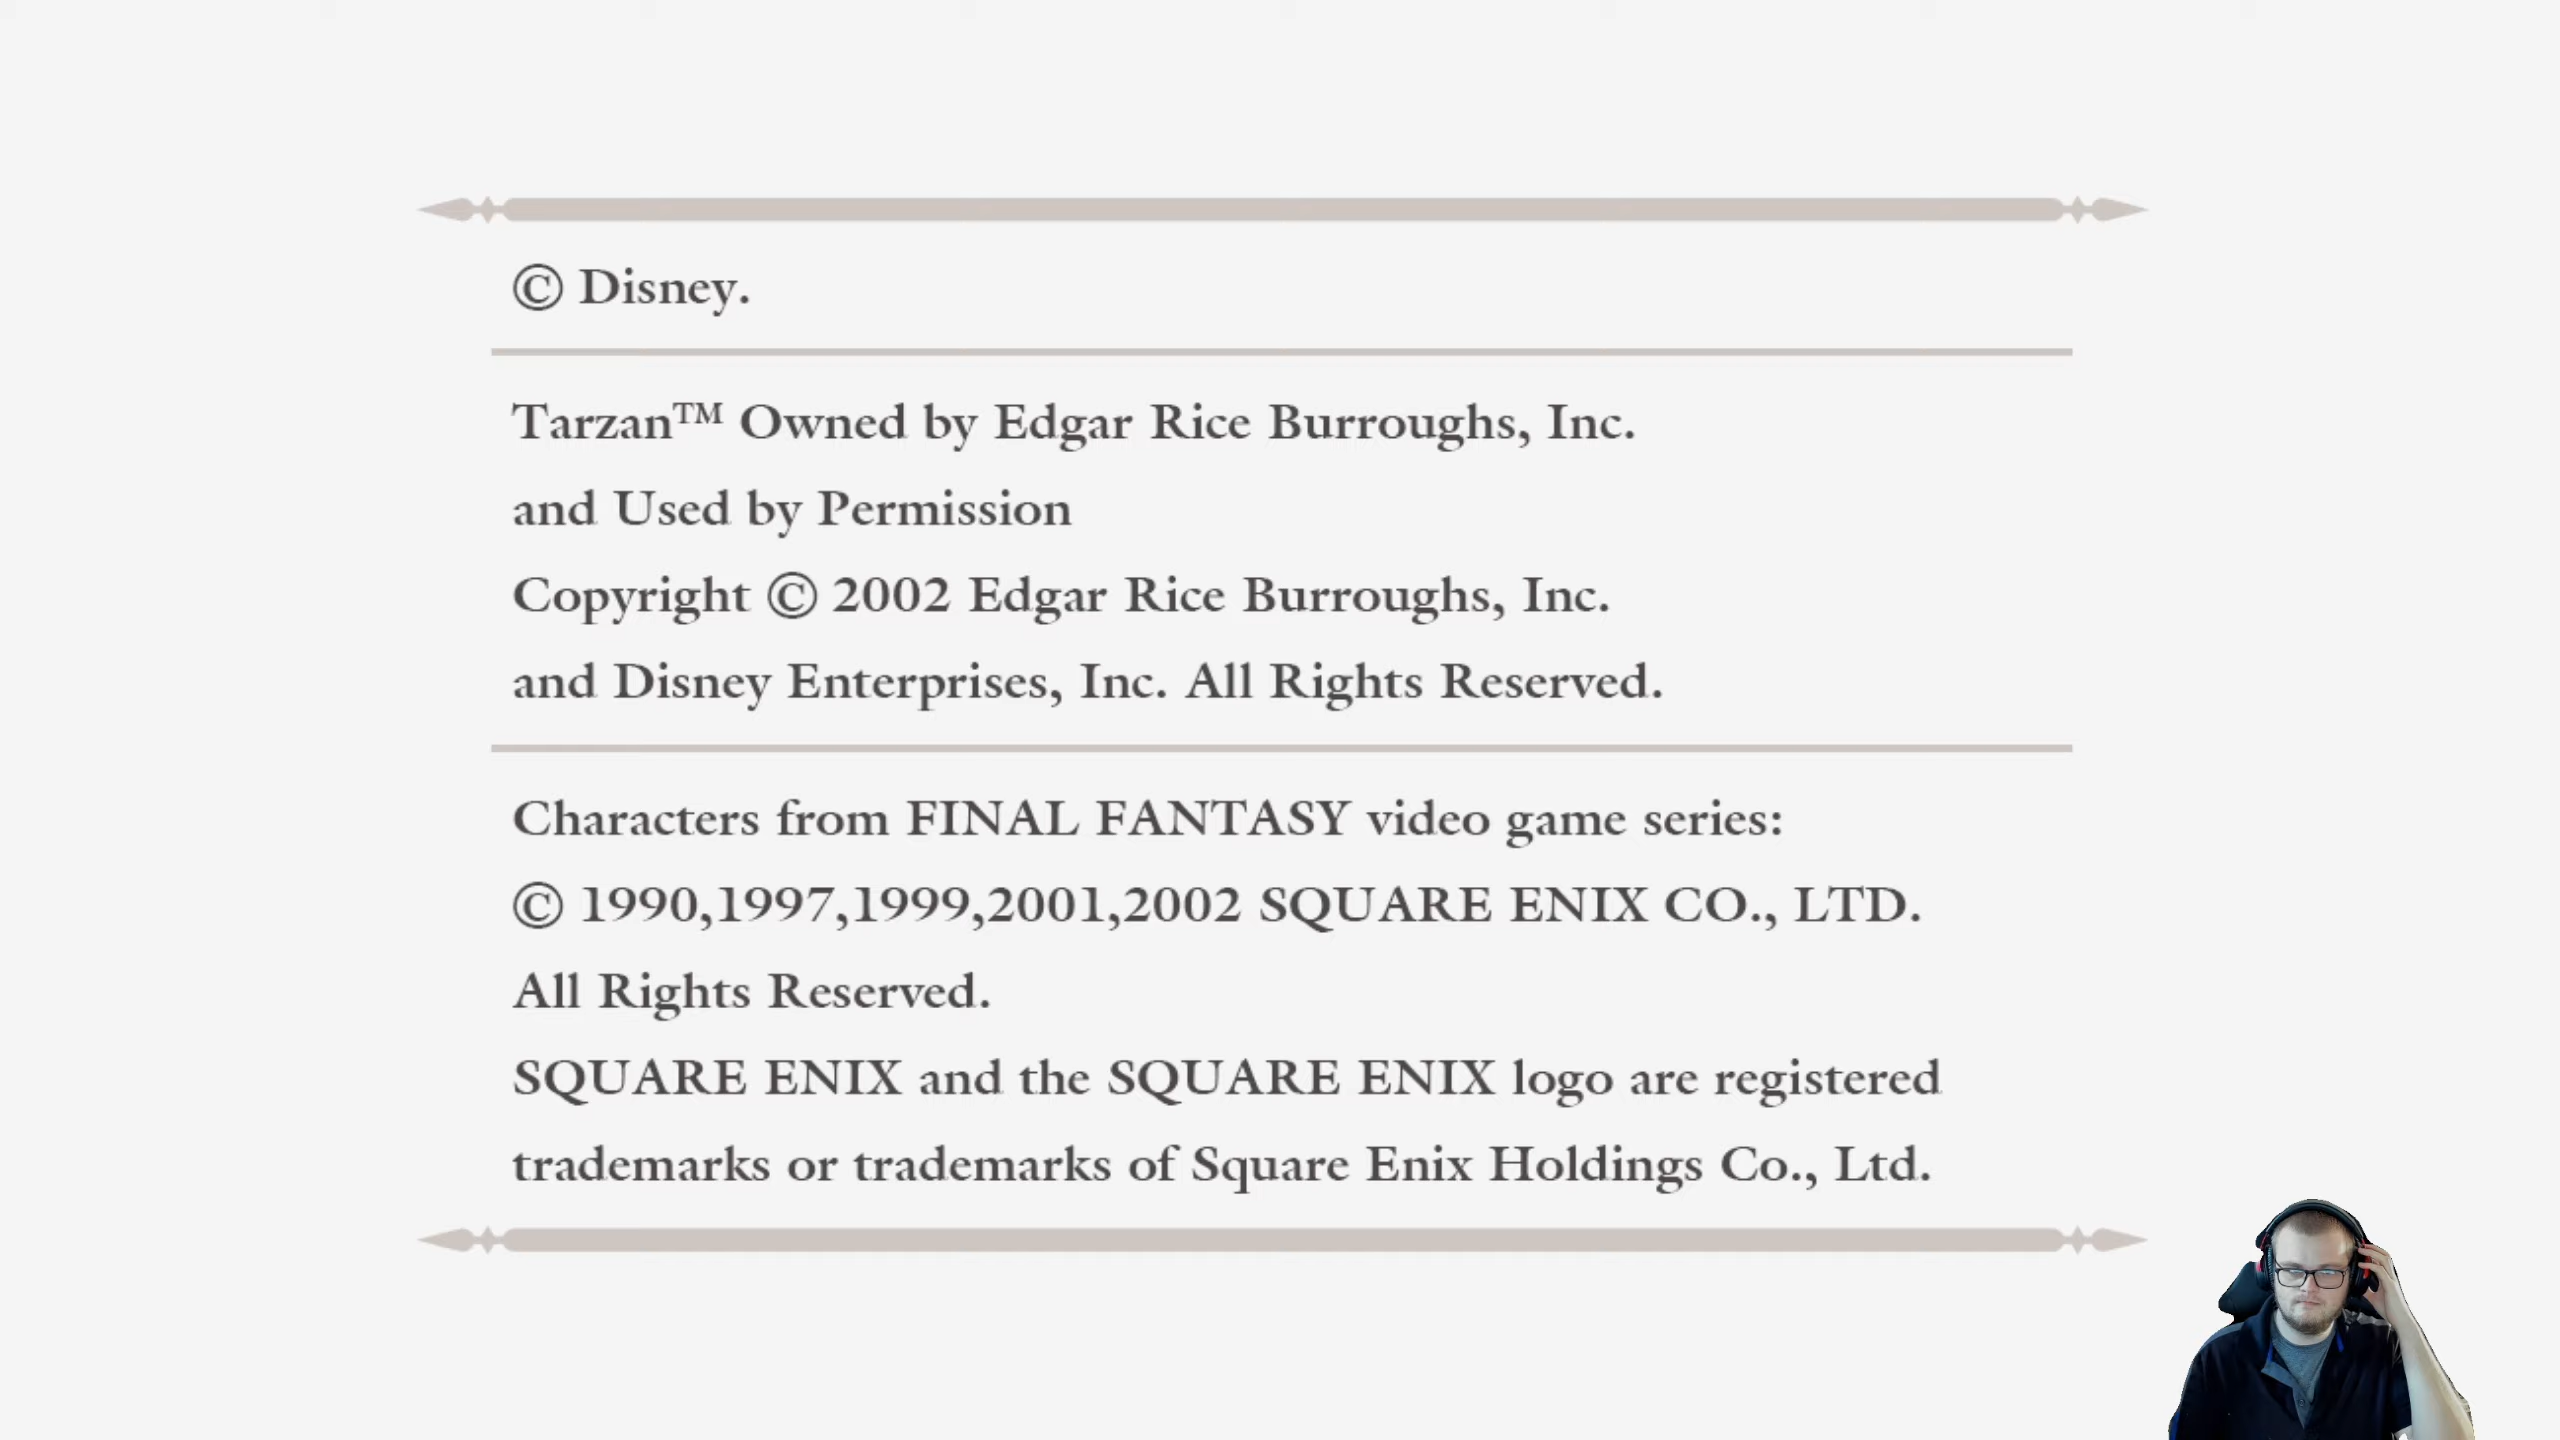 © Disney.
Tarzan™ Owned by Edgar Rice Burroughs, Inc.
and Used by Permission
Copyright © 2002 Edgar Rice Burroughs, Inc.
and Disney Enterprises, Inc. All Rights Reserved.
Characters from FINAL FANTASY video game series:
© 1990,1997,1999,2001,2002 SQUARE ENIX CO., LTD.
All Rights Reserved.
SQUARE ENIX and the SQUARE ENIX logo are registered
trademarks or trademarks of Square Enix Holdings Co., Ltd.